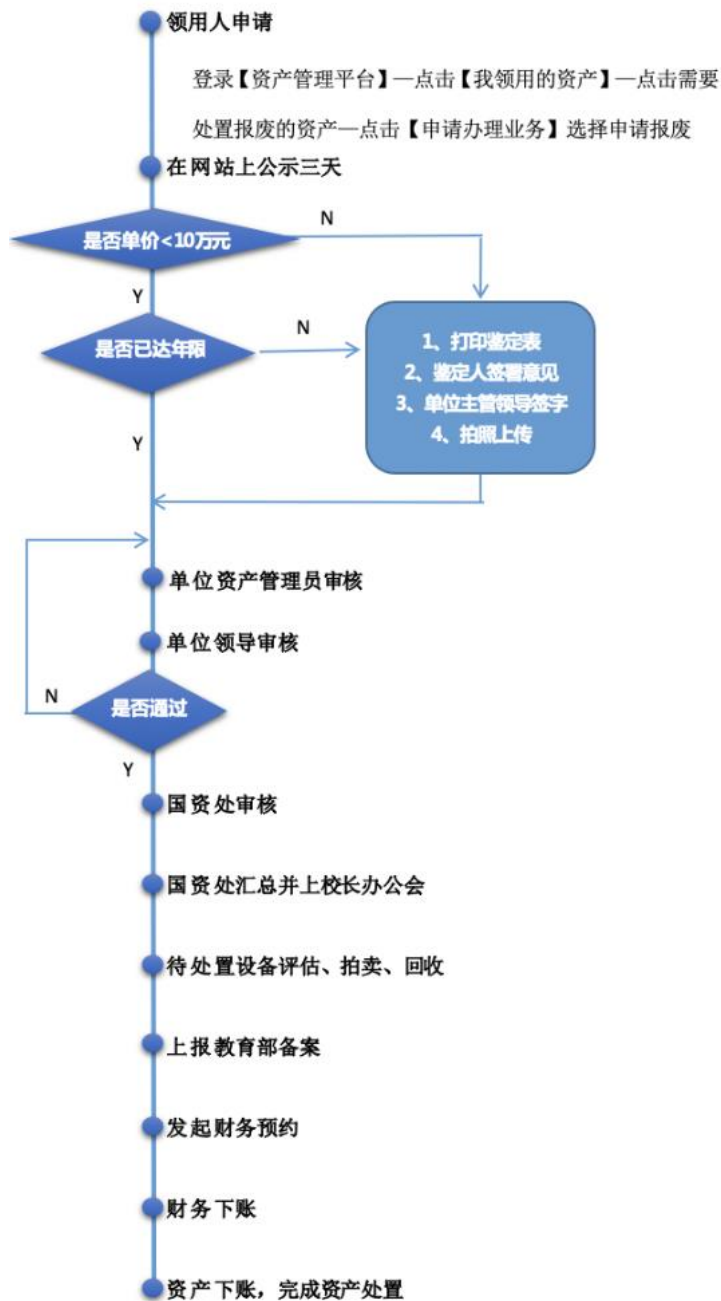 领用人申请
登录【资产管理平台】—点击【我领用的资产】—点击需要
处置报废的资产—点击【申请办理业务】选择申请报废
在网站上公示三天
N
是否单价<10万元
Y
N
是否已达年限
1、打印鉴定表
2、鉴定人签署意见
3、单位主管领导签字
4、拍照上传
Y
单位资产管理员审核
单位领导审核
N
是否通过
Y
国资处审核
国资处汇总并上校长办公会
待处置设备评估、拍卖、回收
上报教育部备案
发起财务预约
财务下账
资产下账，完成资产处置